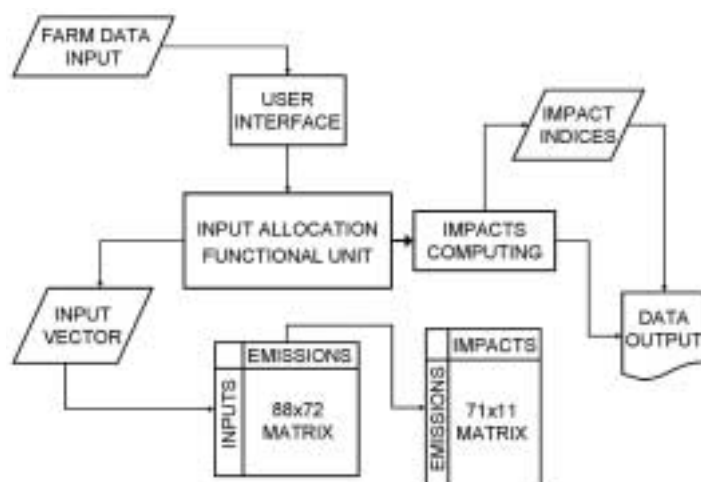 FARM DATA
INPUT
USER
INTERFACE
IMPACT
INDICES
INPUT ALLOCATION
FUNCTIONAL UNIT
IMPACTS
COMPUTING
INPUT
VECTOR
DATA
OUTPUT
EMISSIONS
INPUTS
88x72
MATRIX
IMPACTS
EMISSIONS
71x11
MATRIX